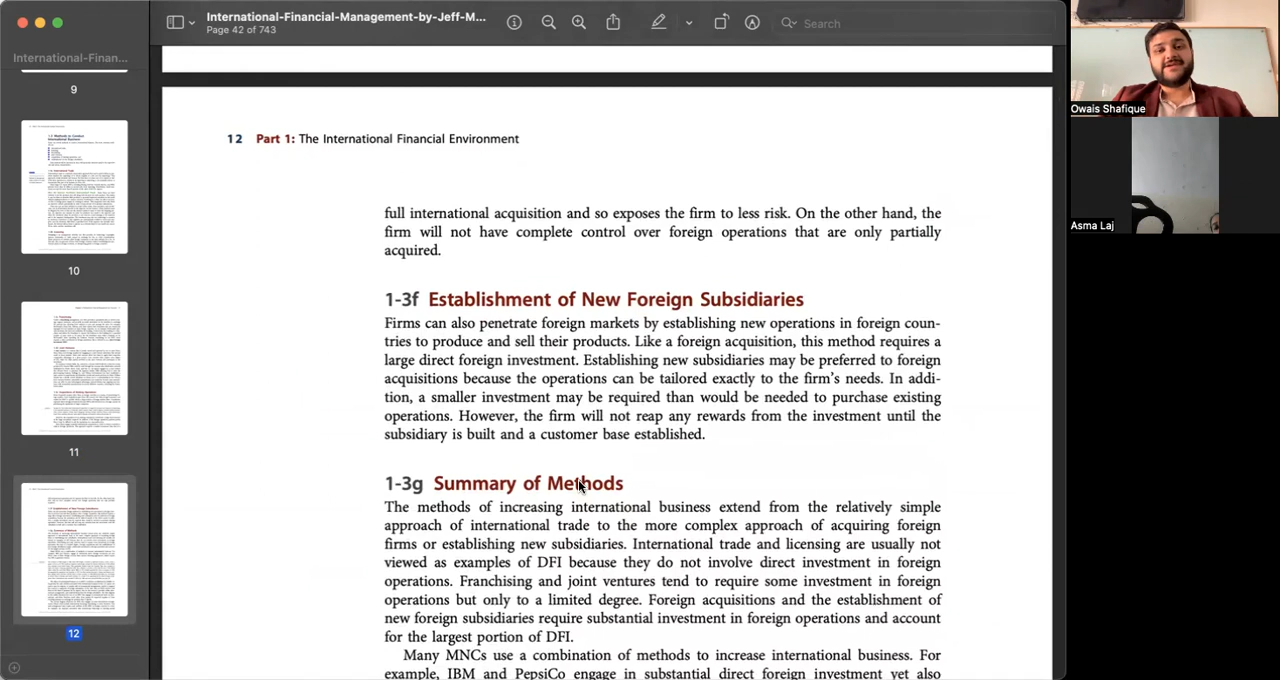 International-Financial-Management-by-Jeff-M...
Page 42 of 743
Search
International-Finan...
9
10
11
12
Owais Shafique
Asma Laj
12 Part 1: The International Financial Environment
full international acquisition and so exposes the firm to less risk. On the other hand, the
firm will not have complete control over foreign operations that are only partially
acquired.
1-3f Establishment of New Foreign Subsidiaries
Firms can also penetrate foreign markets by establishing new operations in foreign coun-
tries to produce and sell their products. Like a foreign acquisition, this method requires a
large direct foreign investment. Establishing new subsidiaries may be preferred to foreign
acquisitions because the operations can be tailored exactly to the firm's needs. In addi-
tion, a smaller investment may be required than would be needed to purchase existing
operations. However, the firm will not reap any rewards from the investment until the
subsidiary is built and a customer base established.
1-3g Summary of Methods
The methods of increasing international business extend from the relatively simple
approach of international trade to the more complex approach of acquiring foreign
firms or establishing new subsidiaries. International trade and licensing are usually not
viewed as examples of DFI because they do not involve direct investment in foreign
operations. Franchising and joint ventures tend to require some investment in foreign
operations but only to a limited degree. Foreign acquisitions and the establishment of
new foreign subsidiaries require substantial investment in foreign operations and account
for the largest portion of DFI.
Many MNCs use a combination of methods to increase international business. For
example, IBM and PepsiCo engage in substantial direct foreign investment yet also